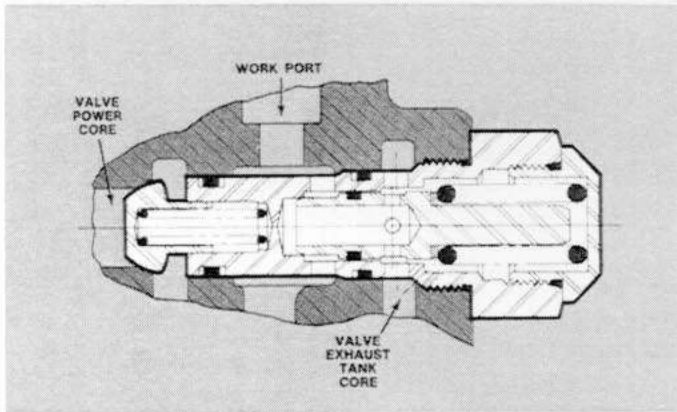 WORK PORT
VALVE
POWER
CORE
VALVE
EXHAUST
TANK
CORE